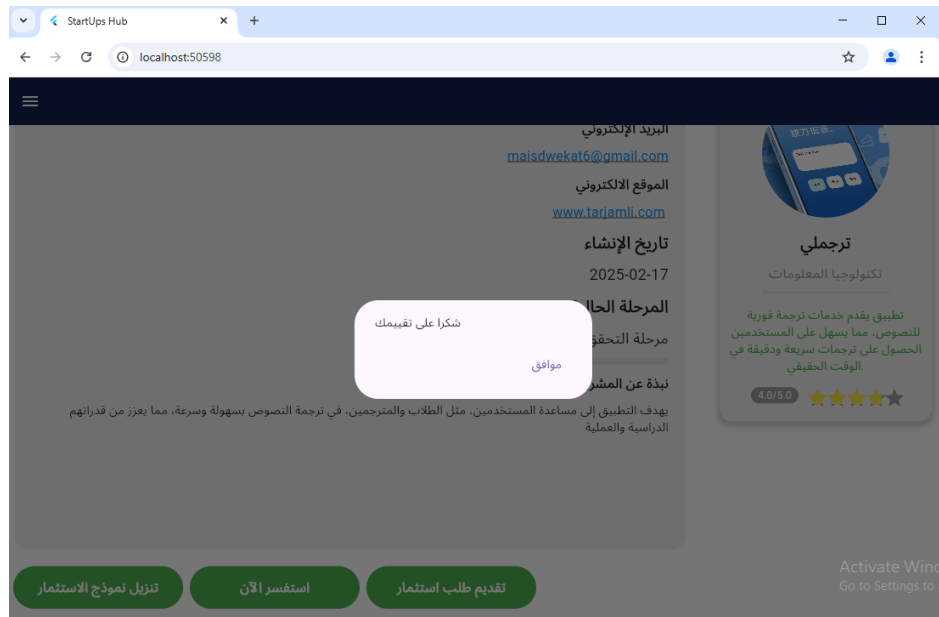 StartUps Hub
localhost:50598
البريد الإلكتروني
maisdwekat6@gmail.com
الموقع الالكتروني
www.tarjamli.com
تاريخ الإنشاء
2025-02-17
المرحلة
مرحلة
نبذة عن
يهدف التطبيق إلى مساعدة المستخدمين، مثل الطلاب والمترجمين، في ترجمة النصوص بسهولة وسرعة، مما يعزز من قدراتهم
الدراسية والعملية
شكرا على تقييمك
موافق
ترجملي
تكنولوجيا المعلومات
تطبيق يقدم خدمات ترجمة فورية
للنصوص، مما يسهل على المستخدمين
الحصول على ترجمات سريعة ودقيقة في
.الوقت الحقيقي
4.0/5.0
تقديم طلب استثمار
استفسر الآن
تنزيل نموذج الاستثمار
Activate
Go to Settings to